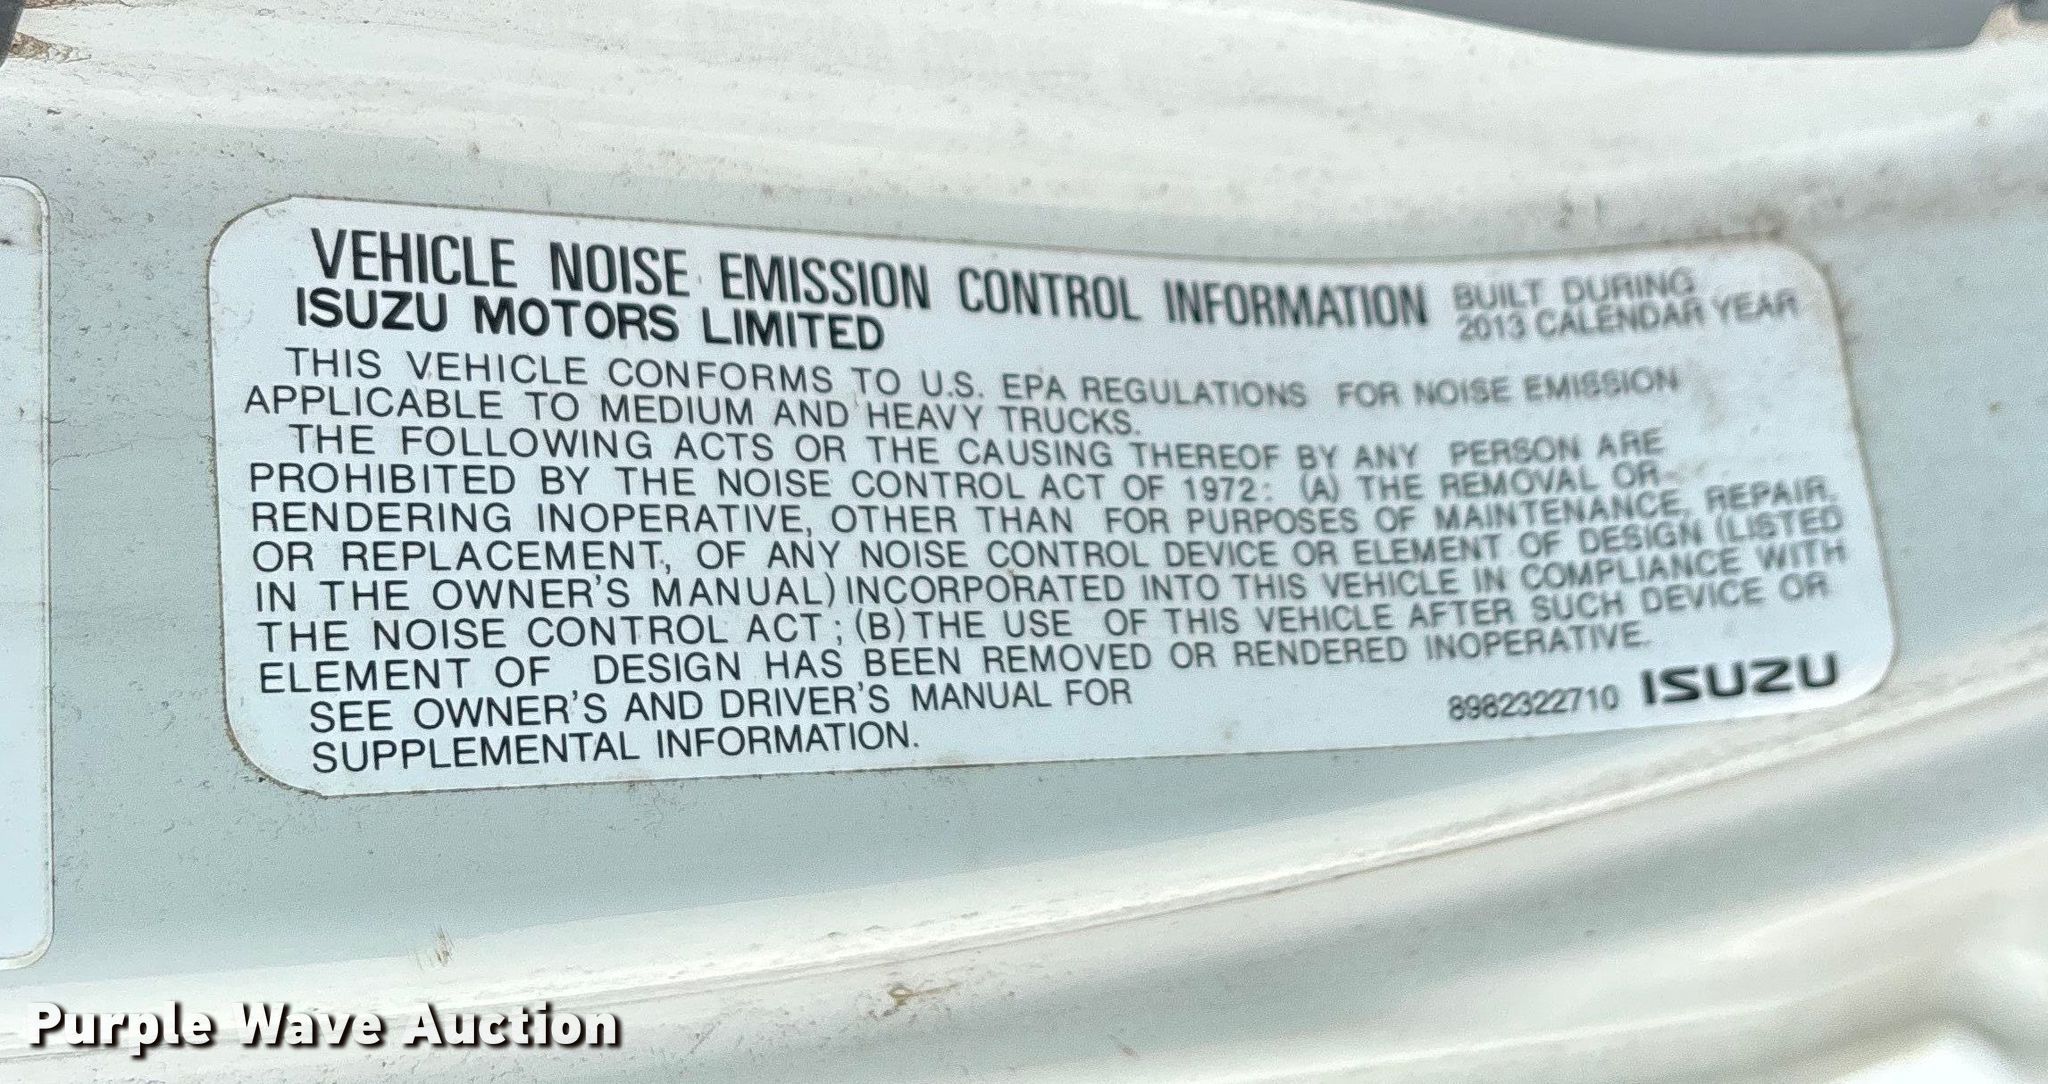 VEHICLE NOISE EMISSION CONTROL INFORMATION BUILT DURING
2013 CALENDAR YEAR
ISUZU MOTORS LIMITED
THIS VEHICLE CONFORMS TO U.S. EPA REGULATIONS FOR NOISE EMISSION
APPLICABLE TO MEDIUM AND HEAVY TRUCKS.
THE FOLLOWING ACTS OR THE CAUSING THEREOF BY ANY PERSON ARE
PROHIBITED BY THE NOISE CONTROL ACT OF 1972: (A) THE REMOVAL OR
RENDERING INOPERATIVE, OTHER THAN FOR PURPOSES OF MAINTENANCE, REPAIR,
OR REPLACEMENT, OF ANY NOISE CONTROL DEVICE OR ELEMENT OF DESIGN (LISTED
IN THE OWNER'S MANUAL) INCORPORATED INTO THIS VEHICLE IN COMPLIANCE WITH
THE NOISE CONTROL ACT; (B) THE USE OF THIS VEHICLE AFTER SUCH DEVICE OR
ELEMENT OF DESIGN HAS BEEN REMOVED OR RENDERED INOPERATIVE.
SEE OWNER'S AND DRIVER'S MANUAL FOR
SUPPLEMENTAL INFORMATION.
8982322710 ISUZU
Purple Wave Auction